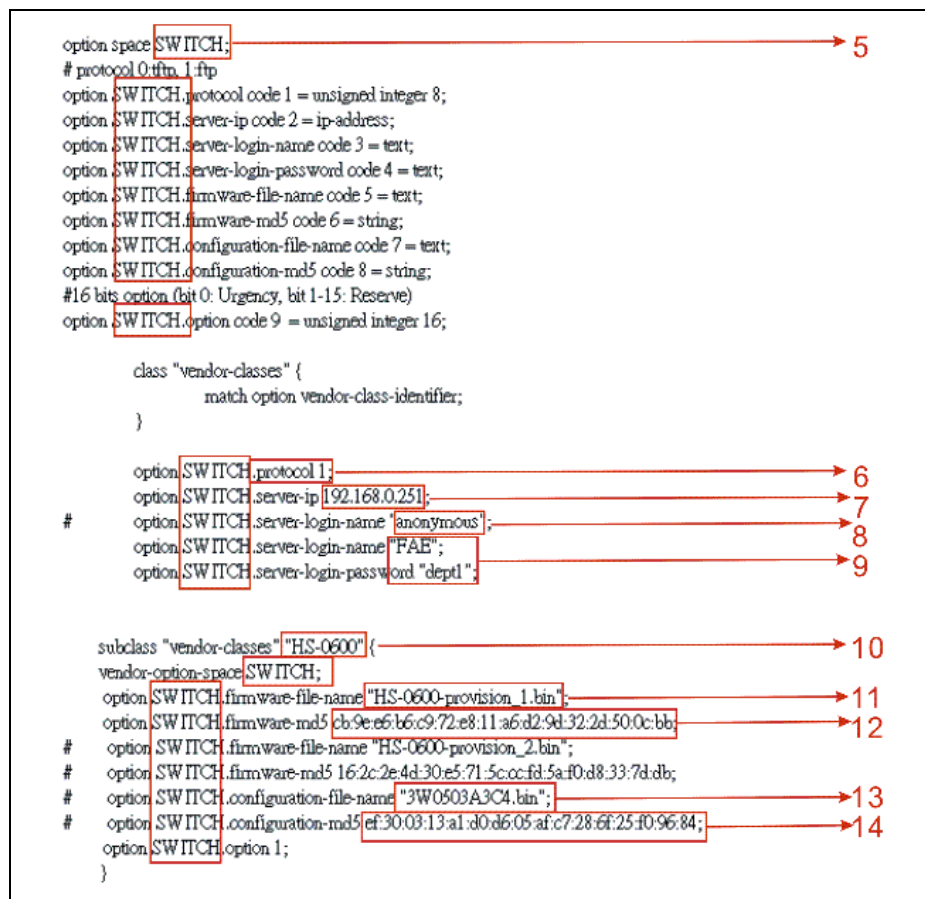 option space SWITCH; 5
# protocol 0:tftp, 1:ftp
option SWITCH.protocol code 1 = unsigned integer 8;
option SWITCH.server-ip code 2 = ip-address;
option SWITCH.server-login-name code 3 = text;
option SWITCH.server-login-password code 4 = text;
option SWITCH.firmware-file-name code 5 = text;
option SWITCH.firmware-md5 code 6 = string;
option SWITCH.configuration-file-name code 7 = text;
option SWITCH.configuration-md5 code 8 = string;
#16 bits option (bit 0: Urgency, bit 1-15: Reserve)
option SWITCH.option code 9 = unsigned integer 16;
class "vendor-classes" {
match option vendor-class-identifier;
}
option SWITCH.protocol 1; 6
option SWITCH.server-ip 192.168.0.251; 7
# option SWITCH.server-login-name "anonymous"; 8
option SWITCH.server-login-name "FAE";
option SWITCH.server-login-password "dept1"; 9
subclass "vendor-classes" "HS-0600" { 10
vendor-option-space SWITCH;
option SWITCH.firmware-file-name "HS-0600-provision_1.bin"; 11
option SWITCH.firmware-md5 cb:9e:e6:b6:c9:72:e8:11:a6:d2:9d:32:2d:50:0c:bb; 12
# option SWITCH.firmware-file-name "HS-0600-provision_2.bin";
# option SWITCH.firmware-md5 16:2c:2e:4d:30:e5:71:5c:cc:fd:5a:f0:d8:33:7d:db;
# option SWITCH.configuration-file-name "3W0503A3C4.bin"; 13
# option SWITCH.configuration-md5 ef:30:03:13:a1:d0:d6:05:af:c7:28:6f:25:f0:96:84; 14
option SWITCH.option 1;
}